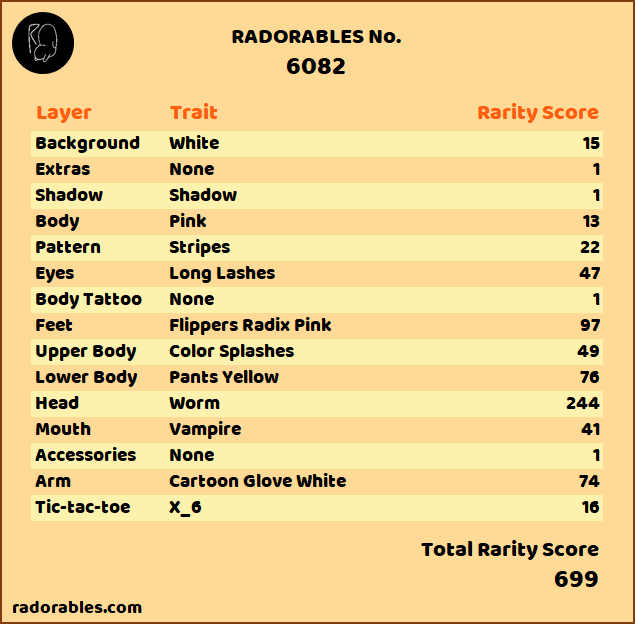 RADORABLES No.
6082
Layer Trait Rarity Score
Background White 15
Extras None 1
Shadow Shadow 1
Body Pink 13
Pattern Stripes 22
Eyes Long Lashes 47
Body Tattoo None 1
Feet Flippers Radix Pink 97
Upper Body Color Splashes 49
Lower Body Pants Yellow 76
Head Worm 244
Mouth Vampire 41
Accessories None 1
Arm Cartoon Glove White 74
Tic-tac-toe X_6 16
Total Rarity Score
699
radorables.com